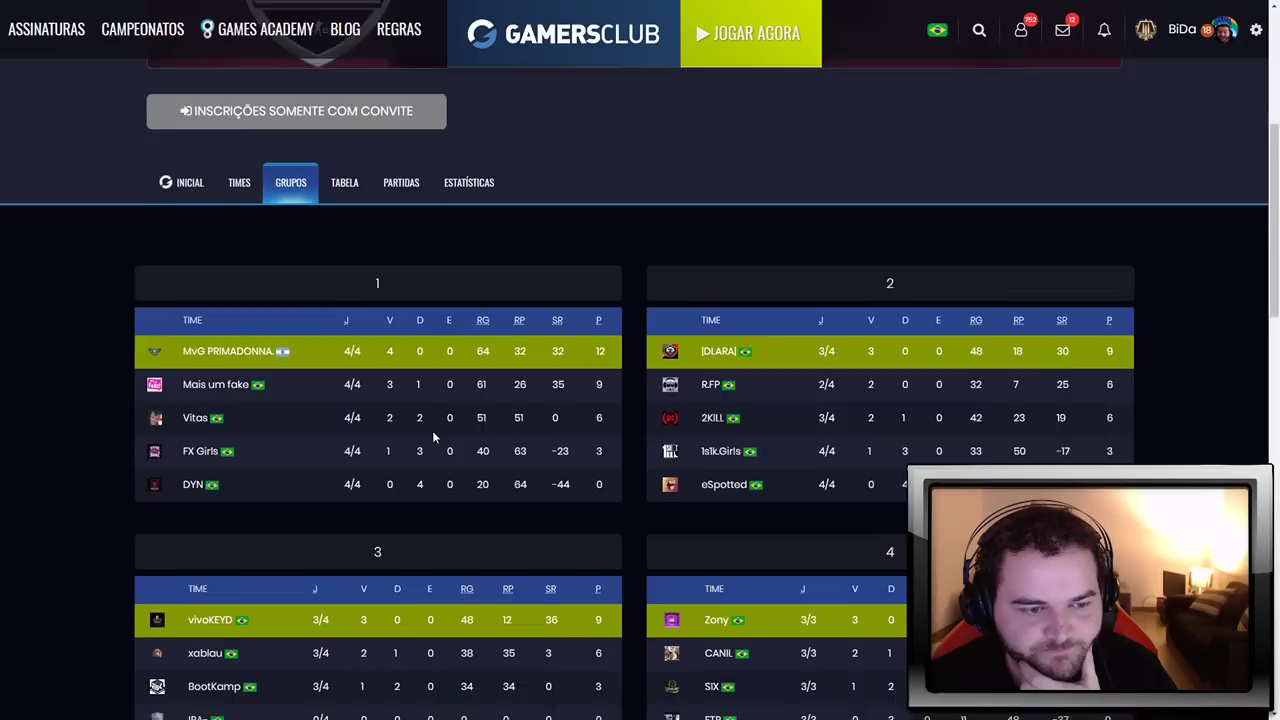 ASSINATURAS CAMPEONATOS GAMES ACADEMY BLOG REGRAS GAMERSCLUB JOGAR AGORA 752 12 BiDa 18
INSCRIÇÕES SOMENTE COM CONVITE
INICIAL TIMES GRUPOS TABELA PARTIDAS ESTATÍSTICAS
1
TIME J V D E RG RP SR P
MvG PRIMADONNA. 4/4 4 0 0 64 32 32 12
Mais um fake 4/4 3 1 0 61 26 35 9
Vitas 4/4 2 2 0 51 51 0 6
FX Girls 4/4 1 3 0 40 63 -23 3
DYN 4/4 0 4 0 20 64 -44 0
2
TIME J V D E RG RP SR P
|DLARA| 3/4 3 0 0 48 18 30 9
R.FP 2/4 2 0 0 32 7 25 6
2KILL 3/4 2 1 0 42 23 19 6
1s1k.Girls 4/4 1 3 0 33 50 -17 3
eSpotted 4/4 0
3
TIME J V D E RG RP SR P
vivoKEYD 3/4 3 0 0 48 12 36 9
xablau 3/4 2 1 0 38 35 3 6
BootKamp 3/4 1 2 0 34 34 0 3
4
TIME J V D
Zony 3/3 3 0
CANIL 3/3 2 1
SIX 3/3 1 2